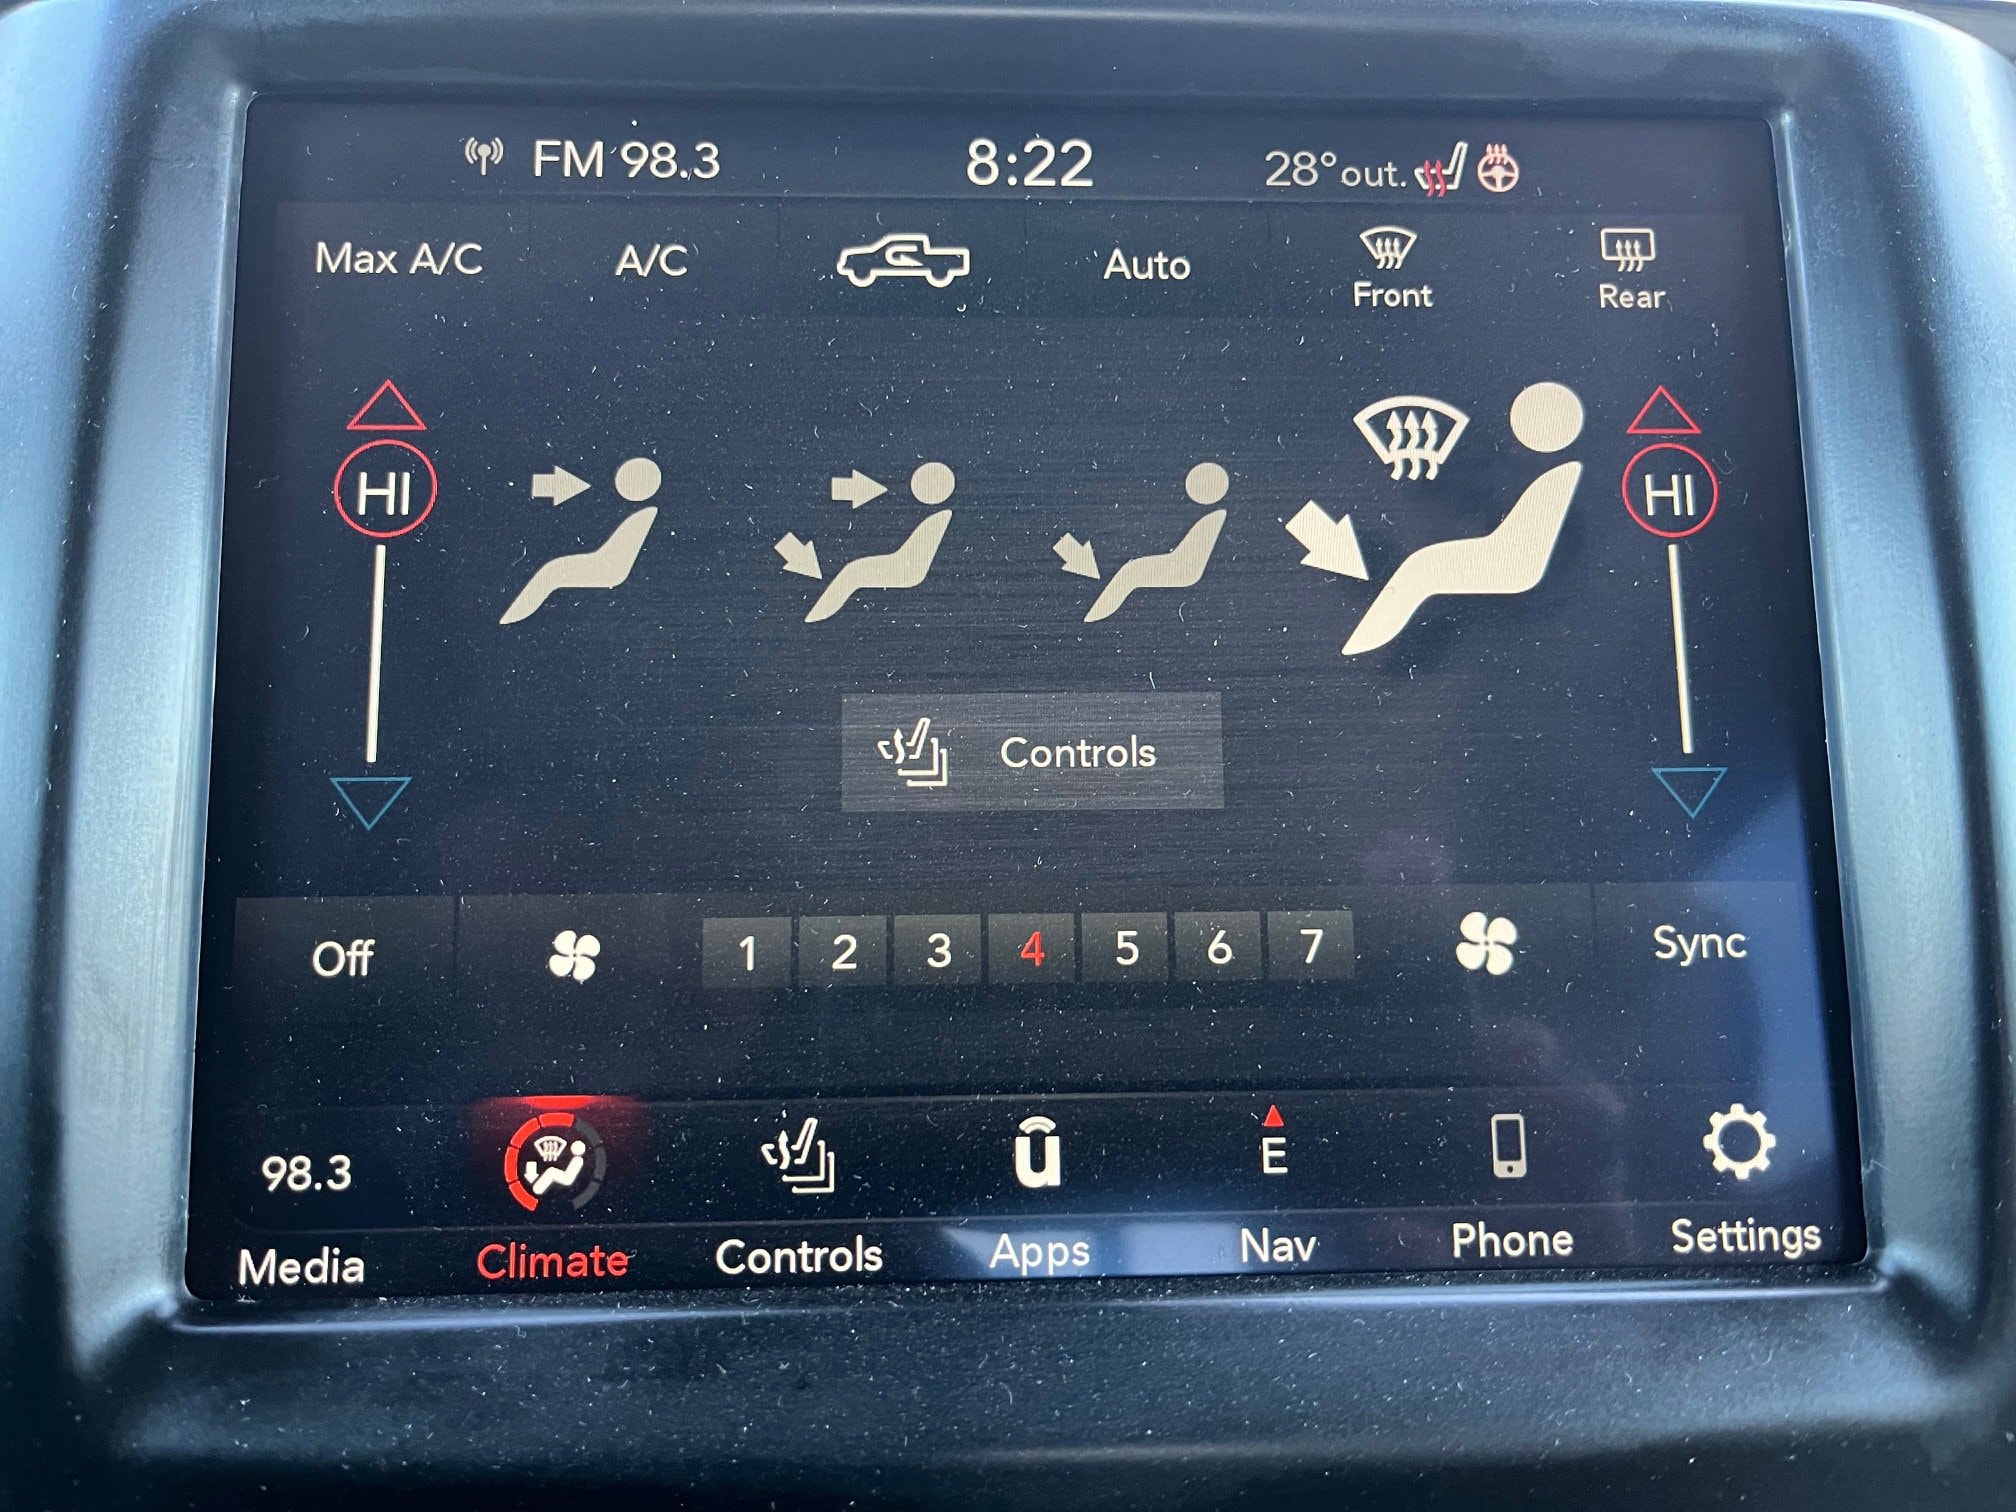 FM 98.3 8:22 28° out.
Max A/C A/C Auto Front Rear
HI HI
Controls
Off 1 2 3 4 5 6 7 Sync
98.3 u E
Media Climate Controls Apps Nav Phone Settings